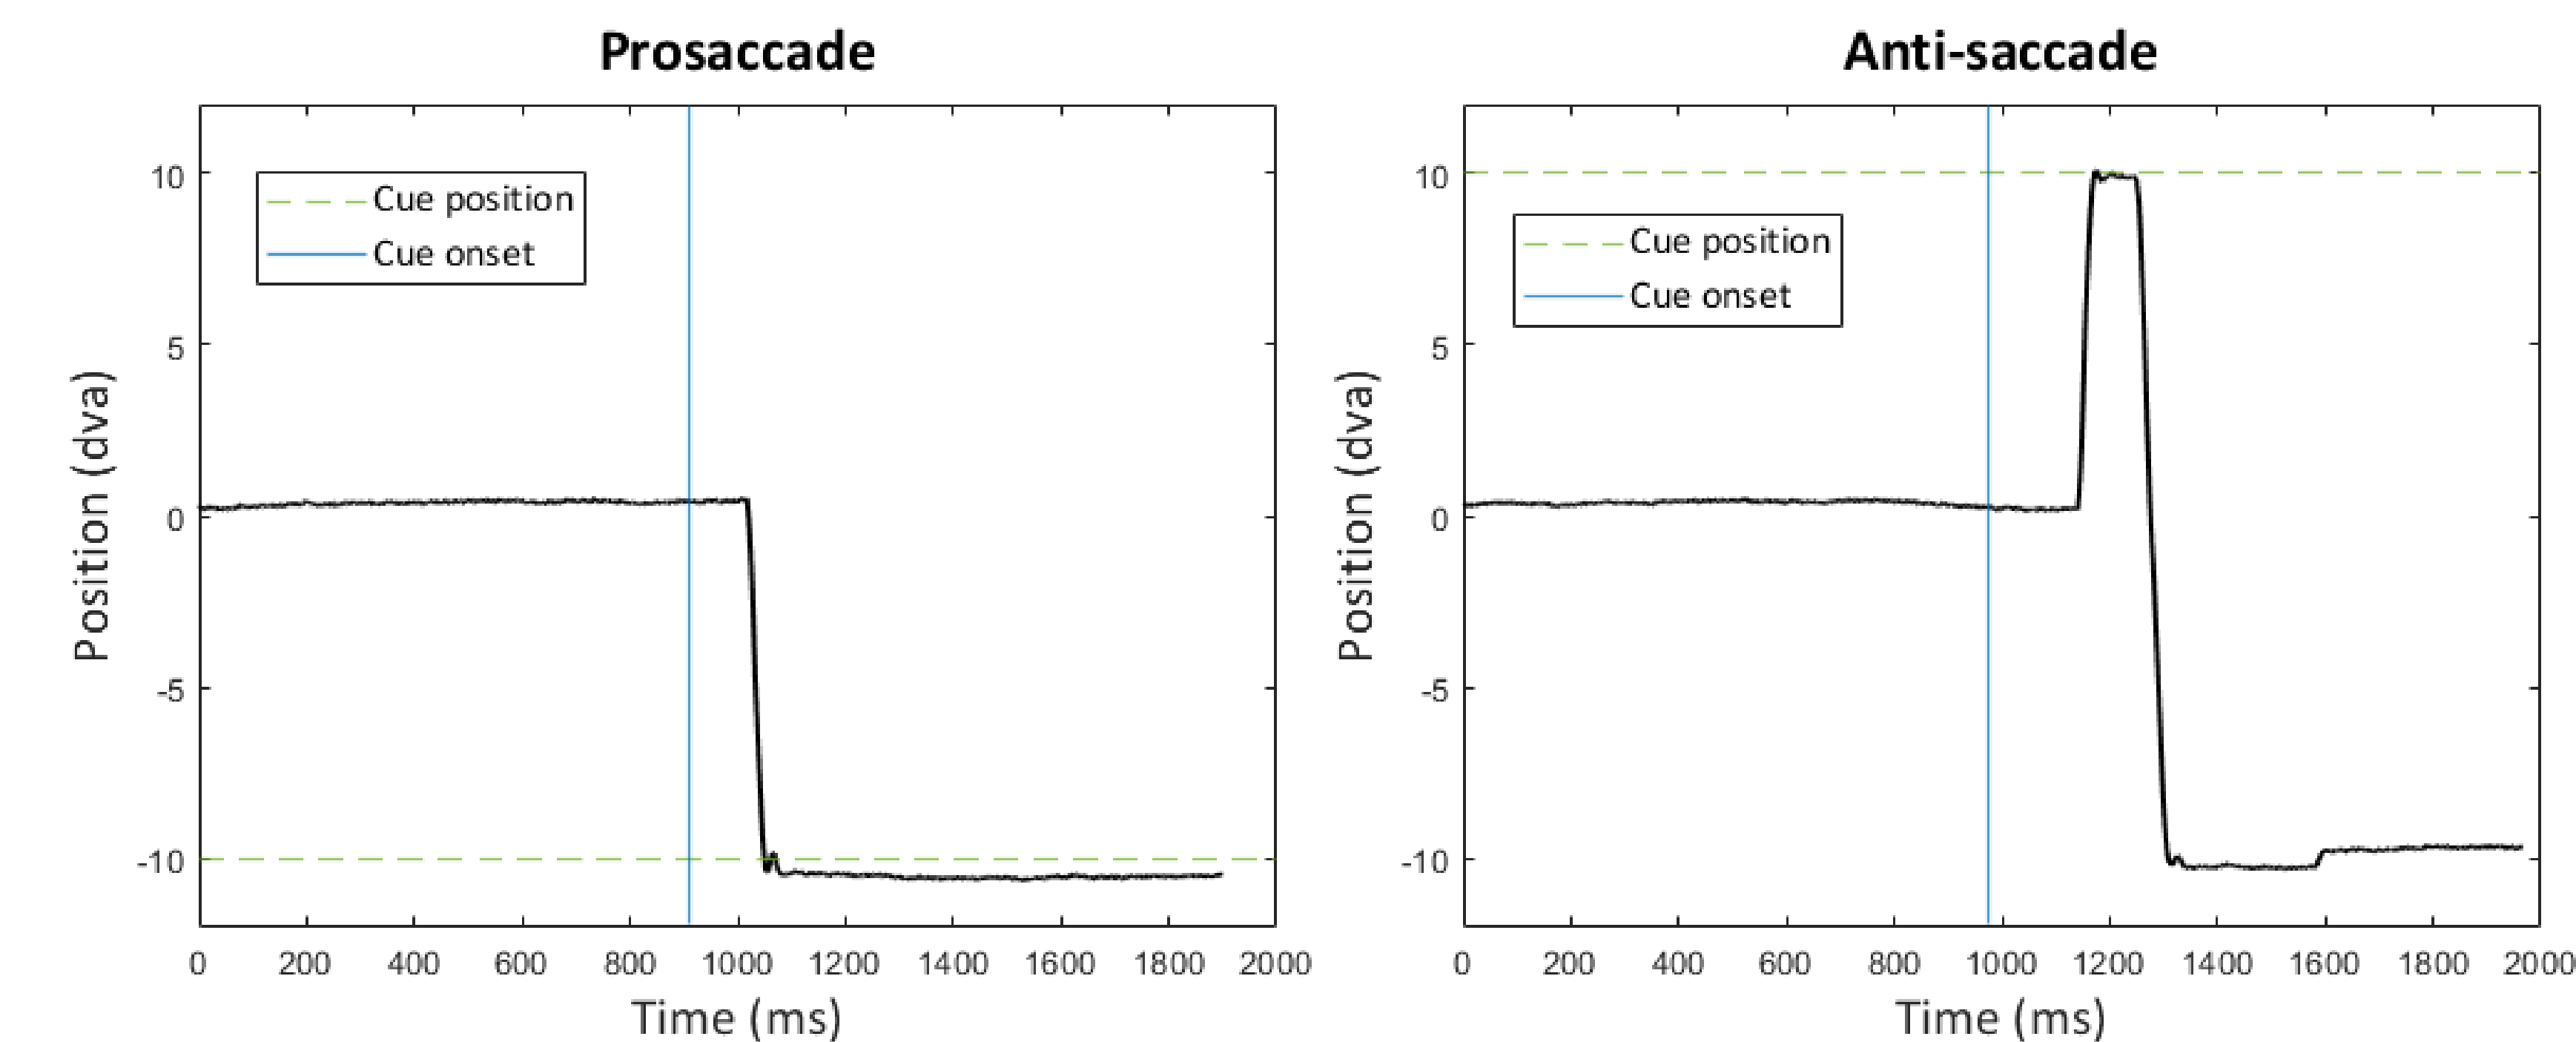 Prosaccade
10
5
0
-5
-10
Position (dva)
Cue position
Cue onset
0 200 400 600 800 1000 1200 1400 1600 1800 2000
Time (ms)
Anti-saccade
10
5
0
-5
-10
Position (dva)
Cue position
Cue onset
0 200 400 600 800 1000 1200 1400 1600 1800 2000
Time (ms)